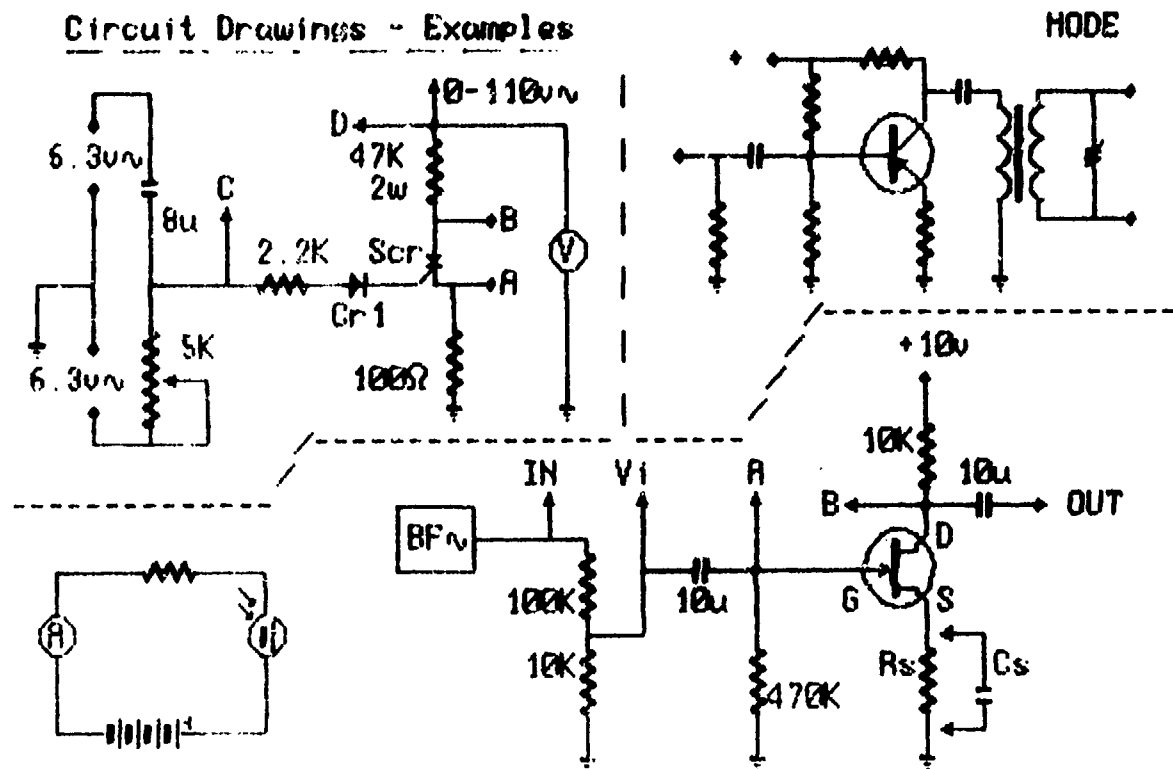 Circuit Drawings - Examples
MODE
0-110v~
+
D
6.3v~
47K
2w
C
8u
B
2.2K
Scr
V
A
Cr1
5K
6.3v~
100Ω
+10v
10K
IN
Vi
A
10u
B
OUT
BF~
D
100K
10u
G
S
A
10K
470K
Rs
Cs
+